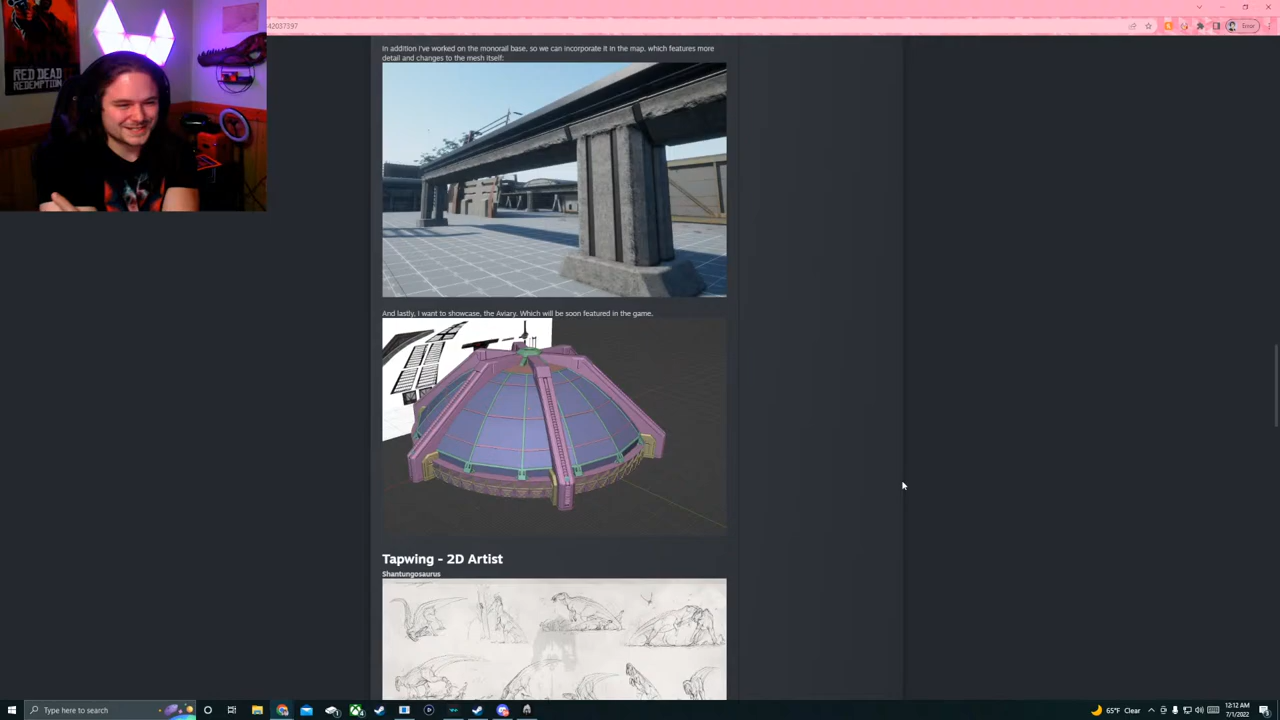 42037397
Error
RED DEAD
REDEMPTION
In addition I've worked on the monorail base, so we can incorporate it in the map, which features more
detail and changes to the mesh itself:
And lastly, I want to showcase, the Aviary. Which will be soon featured in the game.
Tapwing - 2D Artist
Shantungosaurus
Type here to search
65°F Clear
12:12 AM
7/1/2022